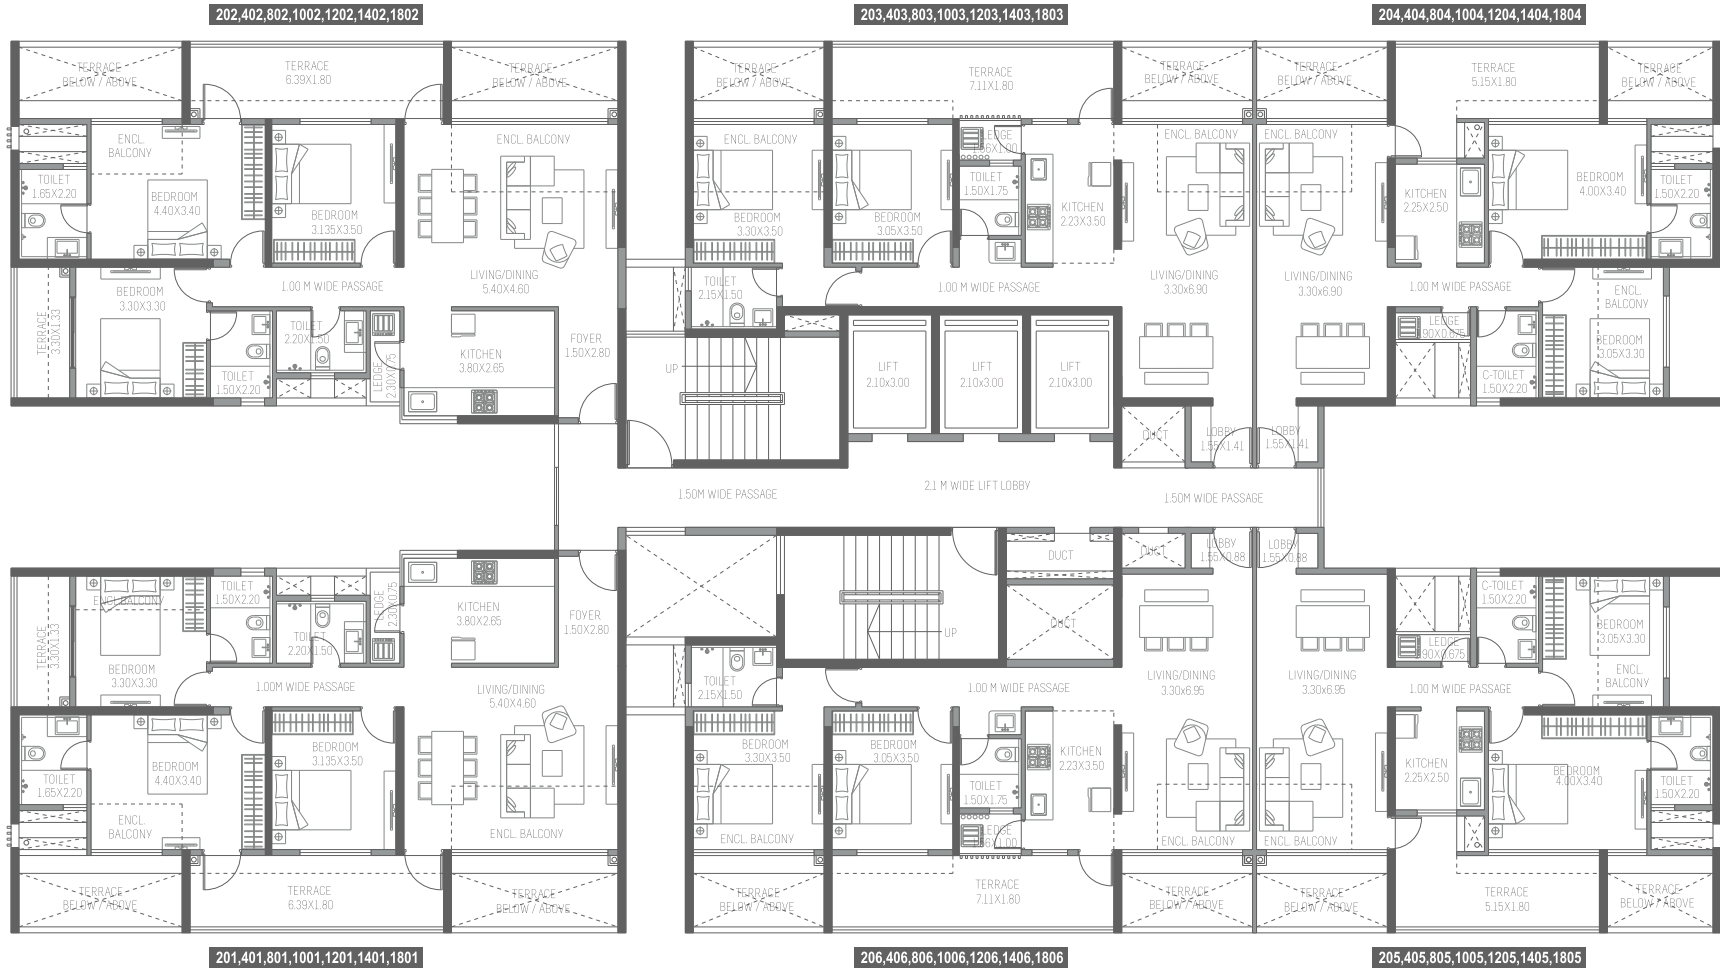 202,402,802,1002,1202,1402,1802
203,403,803,1003,1203,1403,1803
204,404,804,1004,1204,1404,1804
TERRACE
BELOW / ABOVE
TERRACE
6.39X1.80
TERRACE
BELOW / ABOVE
TERRACE
BELOW / ABOVE
TERRACE
7.11X1.80
TERRACE
BELOW / ABOVE
TERRACE
BELOW / ABOVE
TERRACE
5.15X1.80
TERRACE
BELOW / ABOVE
ENCL.
BALCONY
ENCL. BALCONY
ENCL. BALCONY
LEDGE
1.66X1.00
ENCL. BALCONY
ENCL. BALCONY
TOILET
1.65X2.20
BEDROOM
4.40X3.40
BEDROOM
3.135X3.50
BEDROOM
3.30X3.50
BEDROOM
3.05X3.50
TOILET
1.50X1.75
KITCHEN
2.23X3.50
KITCHEN
2.25X2.50
BEDROOM
4.00X3.40
TOILET
1.50X2.20
LIVING/DINING
5.40X4.60
1.00 M WIDE PASSAGE
BEDROOM
3.30X3.30
TERRACE
3.30X1.33
TOILET
2.20X1.50
TOILET
1.50X2.20
LEDGE
2.10X0.75
KITCHEN
3.80X2.65
FOYER
1.50X2.80
TOILET
2.15X1.50
1.00 M WIDE PASSAGE
LIVING/DINING
3.30x6.90
LIVING/DINING
3.30x6.90
1.00 M WIDE PASSAGE
ENCL.
BALCONY
LEDGE
.90X0.675
BEDROOM
3.05X3.30
C-TOILET
1.50X2.20
UP
LIFT
2.10x3.00
LIFT
2.10x3.00
LIFT
2.10x3.00
DUCT
LOBBY
1.55X1.41
LOBBY
1.55X1.41
1.50M WIDE PASSAGE
2.1 M WIDE LIFT LOBBY
1.50M WIDE PASSAGE
DUCT
DUCT
LOBBY
1.55X0.88
LOBBY
1.55X0.88
ENCL.BALCONY
TOILET
1.50X2.20
LEDGE
2.30X0.75
KITCHEN
3.80X2.65
FOYER
1.50X2.80
TERRACE
3.30X1.33
TOILET
2.20X1.50
BEDROOM
3.30X3.30
UP
DUCT
C-TOILET
1.50X2.20
BEDROOM
3.05X3.30
LEDGE
.90X0.675
1.00M WIDE PASSAGE
LIVING/DINING
5.40X4.60
TOILET
2.15X1.50
1.00 M WIDE PASSAGE
LIVING/DINING
3.30x6.95
LIVING/DINING
3.30x6.95
1.00 M WIDE PASSAGE
ENCL.
BALCONY
TOILET
1.65X2.20
BEDROOM
4.40X3.40
BEDROOM
3.135X3.50
BEDROOM
3.30X3.50
BEDROOM
3.05X3.50
TOILET
1.50X1.75
KITCHEN
2.23X3.50
KITCHEN
2.25X2.50
BEDROOM
4.00X3.40
TOILET
1.50X2.20
ENCL.
BALCONY
ENCL. BALCONY
ENCL. BALCONY
LEDGE
1.66X1.00
ENCL. BALCONY
ENCL. BALCONY
TERRACE
BELOW / ABOVE
TERRACE
6.39X1.80
TERRACE
BELOW / ABOVE
TERRACE
BELOW / ABOVE
TERRACE
7.11X1.80
TERRACE
BELOW / ABOVE
TERRACE
BELOW / ABOVE
TERRACE
5.15X1.80
TERRACE
BELOW / ABOVE
201,401,801,1001,1201,1401,1801
206,406,806,1006,1206,1406,1806
205,405,805,1005,1205,1405,1805